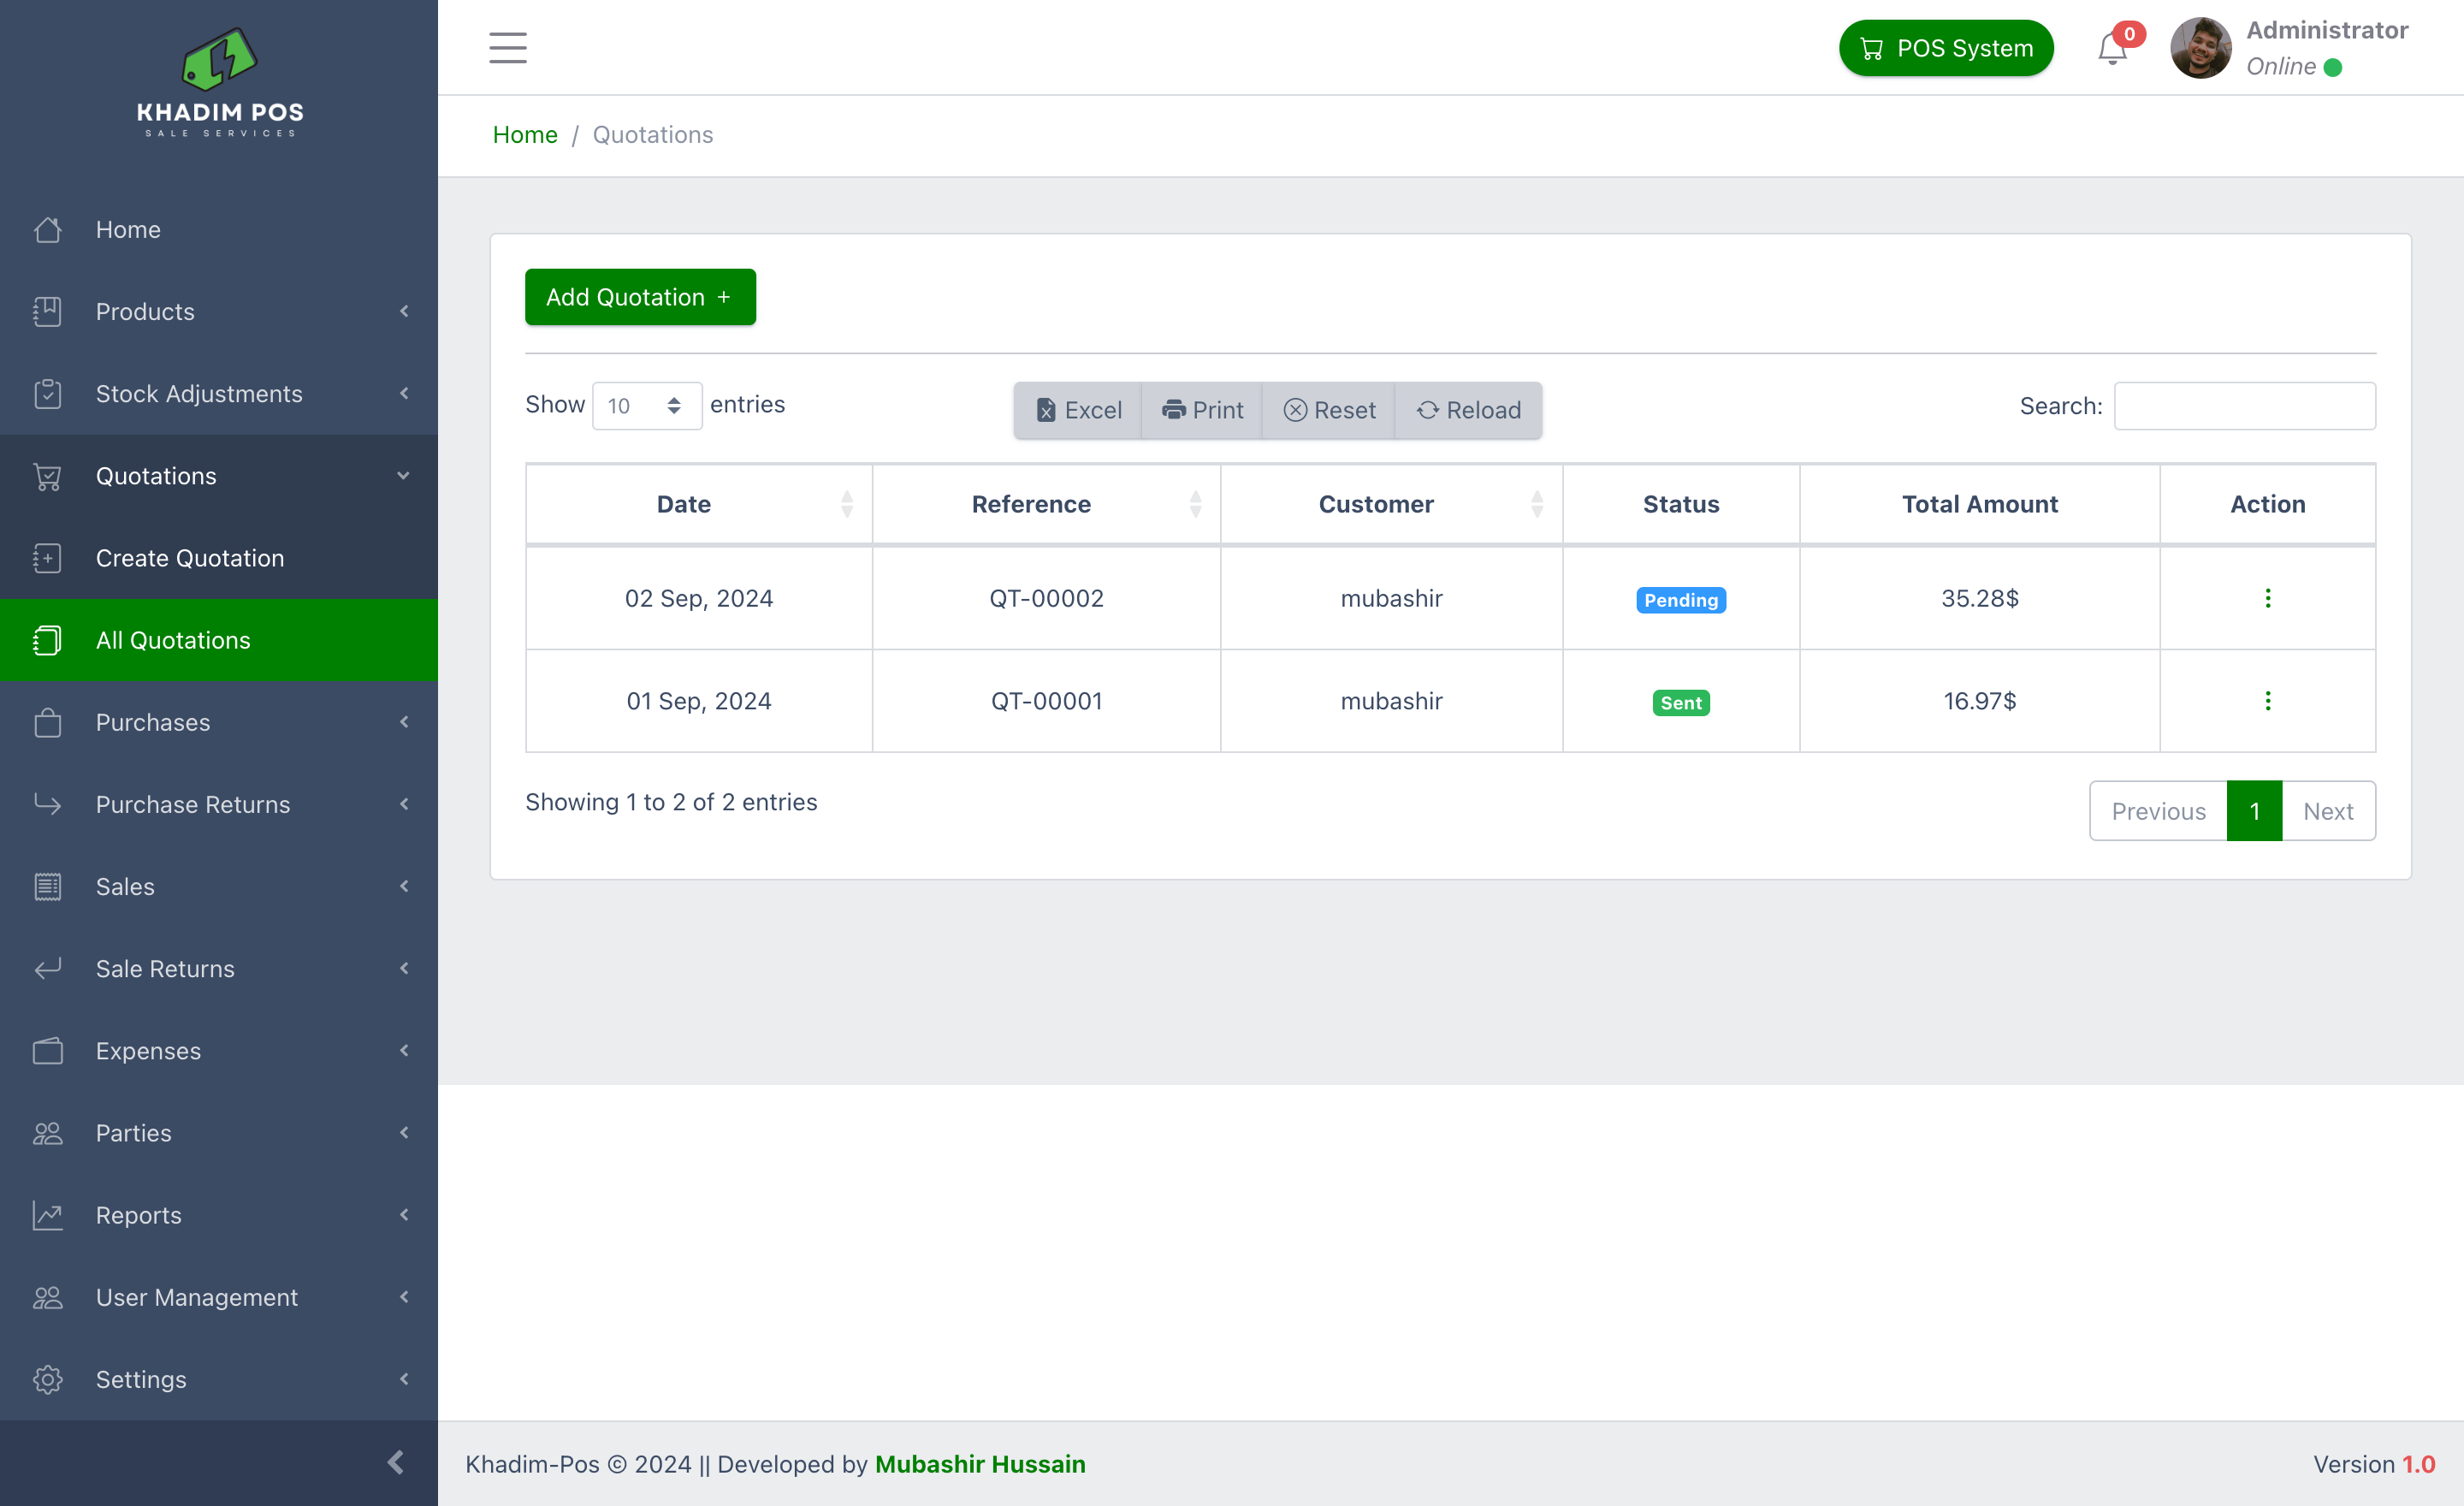 KHADIM POS
SALE SERVICES
POS System
0
Administrator
Online
Home / Quotations
Home
Products
Stock Adjustments
Quotations
Create Quotation
All Quotations
Purchases
Purchase Returns
Sales
Sale Returns
Expenses
Parties
Reports
User Management
Settings
Add Quotation +
Show 10 entries
Excel Print Reset Reload
Search:
Date Reference Customer Status Total Amount Action
02 Sep, 2024 QT-00002 mubashir Pending 35.28$
01 Sep, 2024 QT-00001 mubashir Sent 16.97$
Showing 1 to 2 of 2 entries
Previous 1 Next
Khadim-Pos © 2024 || Developed by Mubashir Hussain
Version 1.0